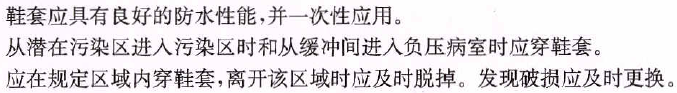 鞋套应具有良好的防水性能,并一次性应用。
从潜在污染区进入污染区时和从缓冲间进入负压病室时应穿鞋套。
应在规定区域内穿鞋套,离开该区域时应及时脱掉。发现破损应及时更换。